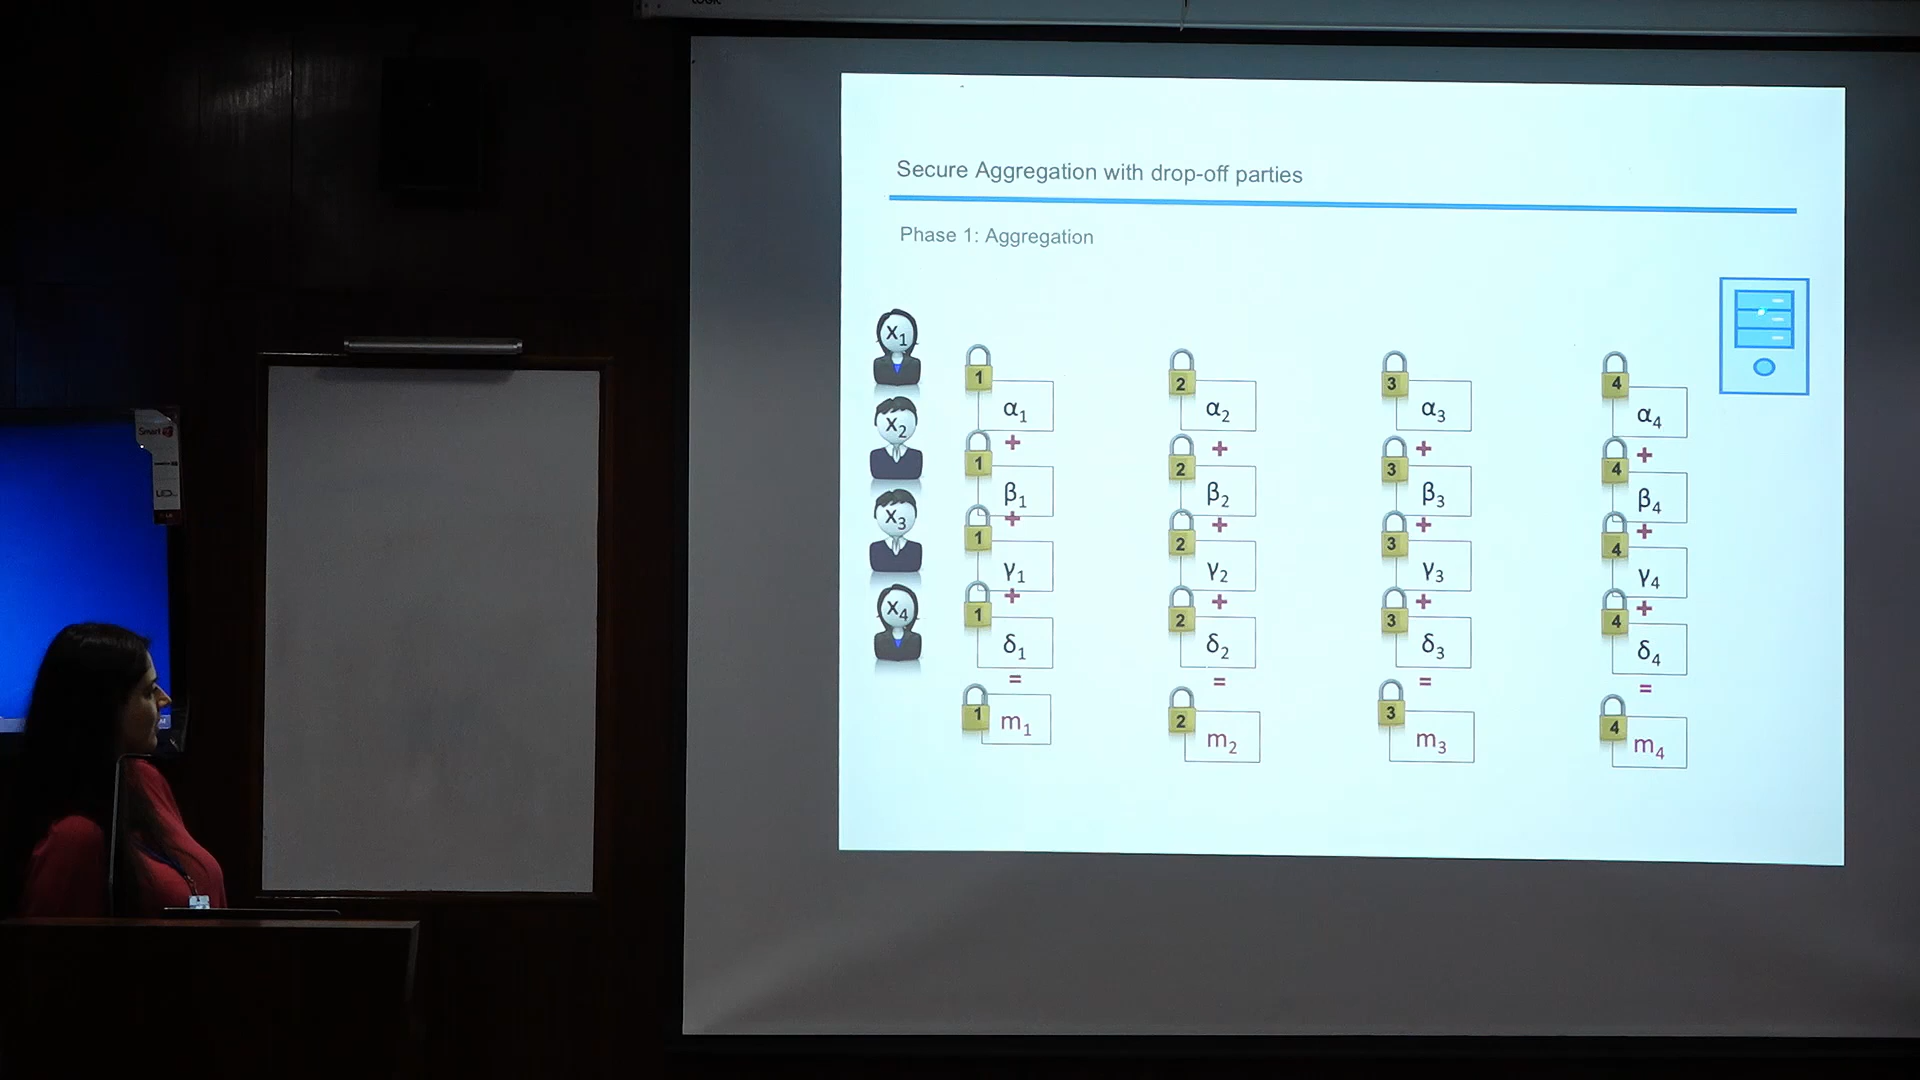 Secure Aggregation with drop-off parties
Phase 1: Aggregation
X₁
1 α₁ 2 α₂ 3 α₃ 4 α₄
+ + + +
X₂
1 β₁ 2 β₂ 3 β₃ 4 β₄
+ + + +
X₃
1 γ₁ 2 γ₂ 3 γ₃ 4 γ₄
+ + + +
X₄
1 δ₁ 2 δ₂ 3 δ₃ 4 δ₄
= = = =
1 m₁ 2 m₂ 3 m₃ 4 m₄
Smart